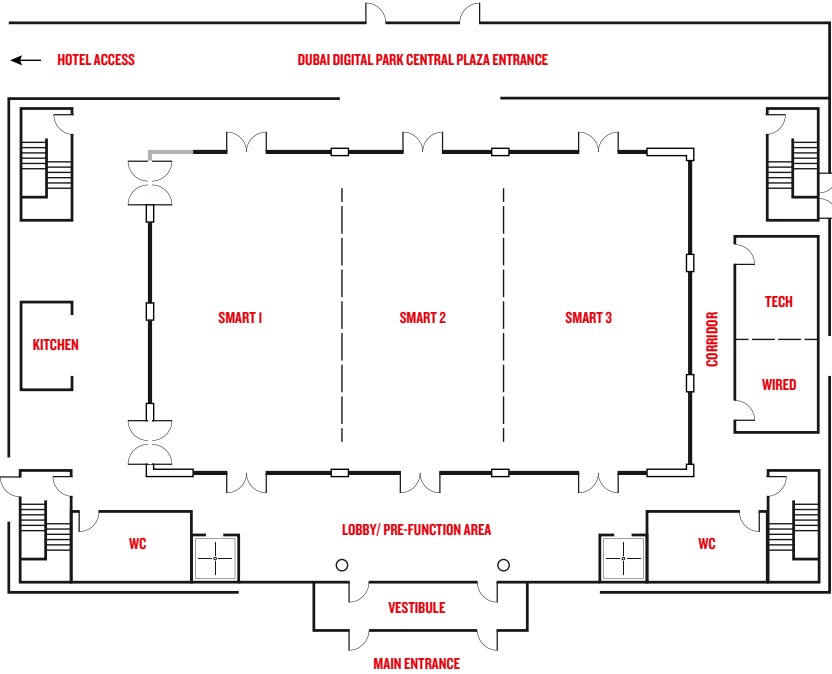 HOTEL ACCESS
DUBAI DIGITAL PARK CENTRAL PLAZA ENTRANCE
SMART 1
SMART 2
SMART 3
CORRIDOR
TECH
KITCHEN
WIRED
LOBBY/ PRE-FUNCTION AREA
WC
WC
VESTIBULE
MAIN ENTRANCE